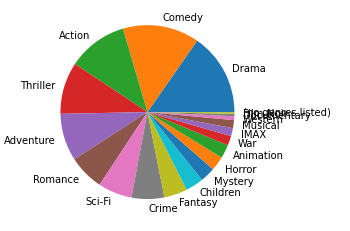 Comedy
Action
Drama
Thriller
Adventure
Romance
Sci-Fi
Crime
Fantasy
Children
Mystery
Horror
Animation
War
IMAX
Musical
Western
Documentary
(no genres listed)